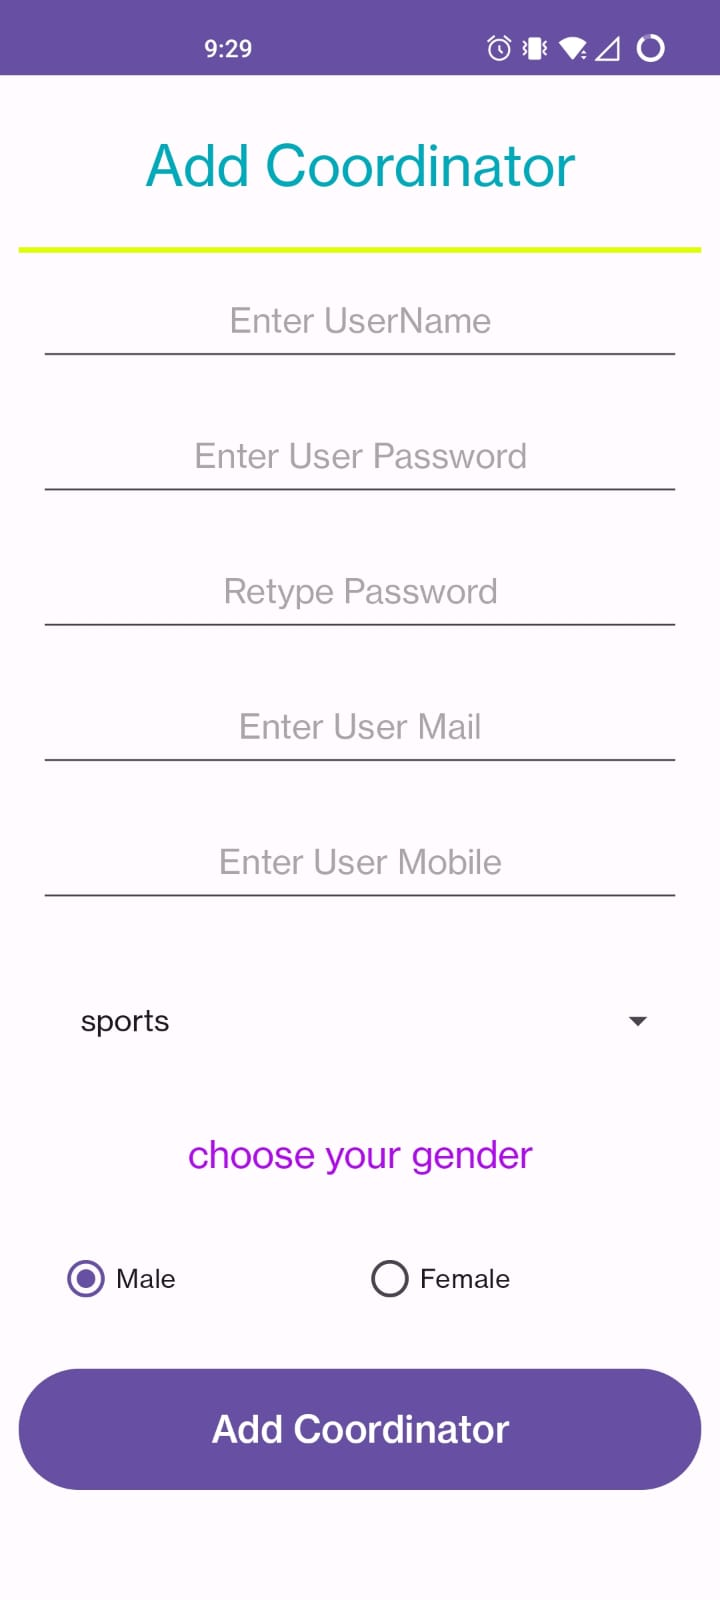 9:29
Add Coordinator
Enter UserName
Enter User Password
Retype Password
Enter User Mail
Enter User Mobile
sports
choose your gender
Male Female
Add Coordinator